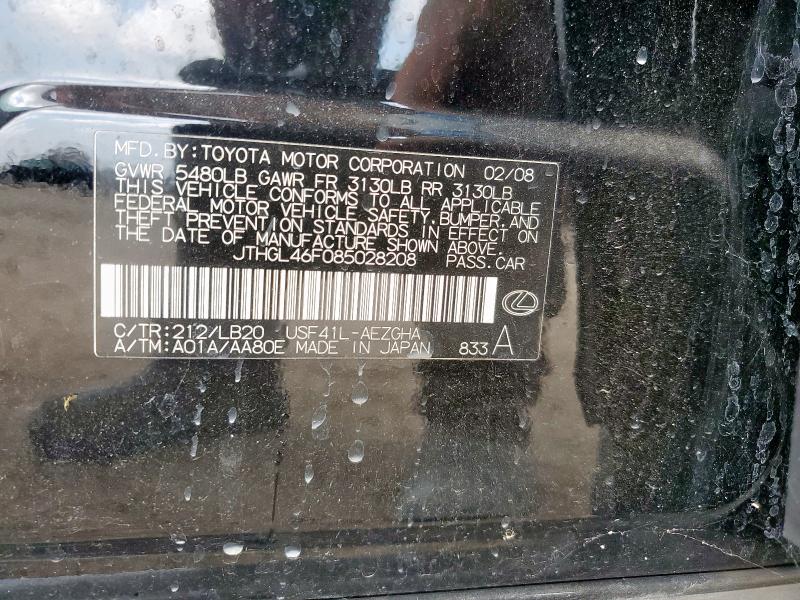 MFD.BY:TOYOTA MOTOR CORPORATION 02/08
GVWR 5480LB GAWR FR 3130LB RR 3130LB
THIS VEHICLE CONFORMS TO ALL APPLICABLE
FEDERAL MOTOR VEHICLE SAFETY,BUMPER,AND
THEFT PREVENTION STANDARDS IN EFFECT ON
THE DATE OF MANUFACTURE SHOWN ABOVE.
JTHGL46F085028208 PASS.CAR
C/TR:212/LB20 USF41L-AEZGHA
A/TM:A01A/AA80E MADE IN JAPAN 833 A